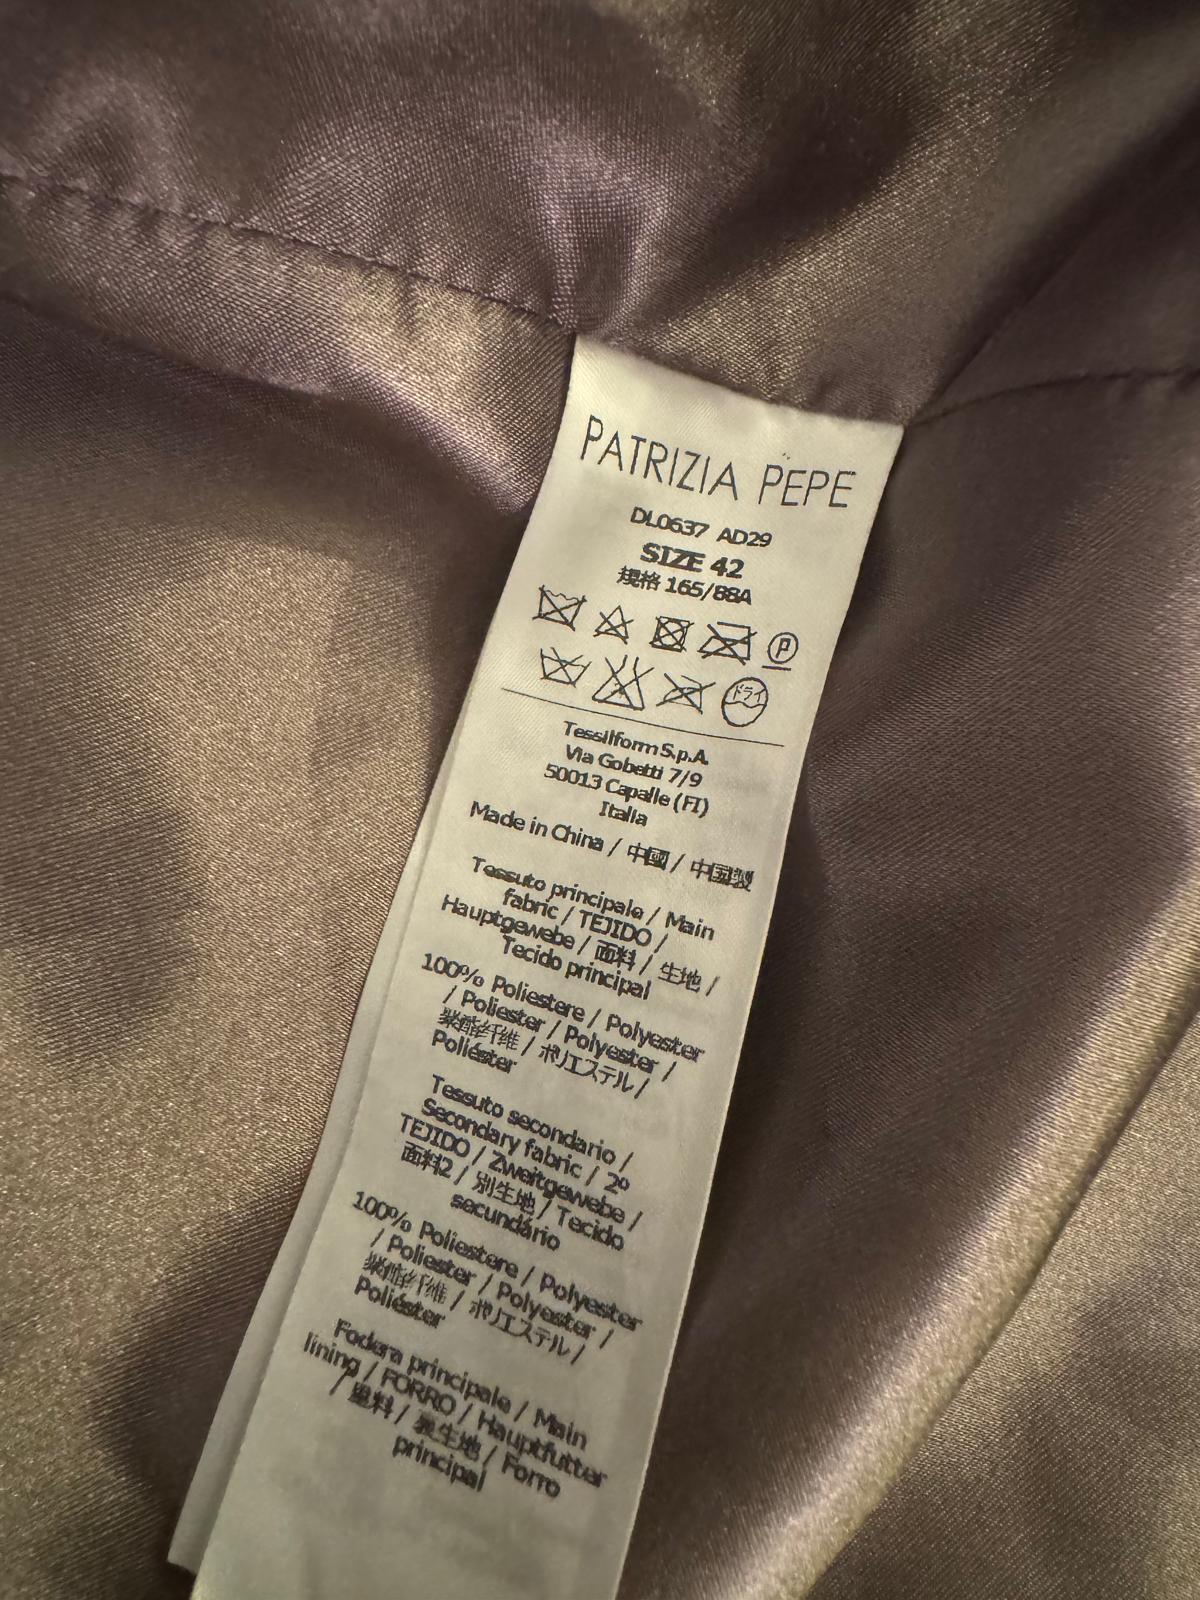 PATRIZIA PEPE
DL0637 AD29
SIZE 42
規格 165/88A
P
ドライ
Tessilform S.p.A.
Via Gobetti 7/9
50013 Capalle (FI)
Italia
Made in China / 中國 / 中国製
Tessuto principale / Main
fabric / TEJIDO /
Hauptgewebe / 面料 / 生地 /
Tecido principal
100% Poliestere / Polyester
/ Poliester / Polyester /
聚酯纤维 / ポリエステル /
Poliéster
Tessuto secondario /
Secondary fabric / 2º
TEJIDO / Zweitgewebe /
面料2 / 別生地 / Tecido
secundário
100% Poliestere / Polyester
/ Poliester / Polyester /
聚酯纤维 / ポリエステル /
Poliéster
Fodera principale / Main
lining / FORRO / Hauptfutter
/ 里料 / 裏生地 / Forro
principal